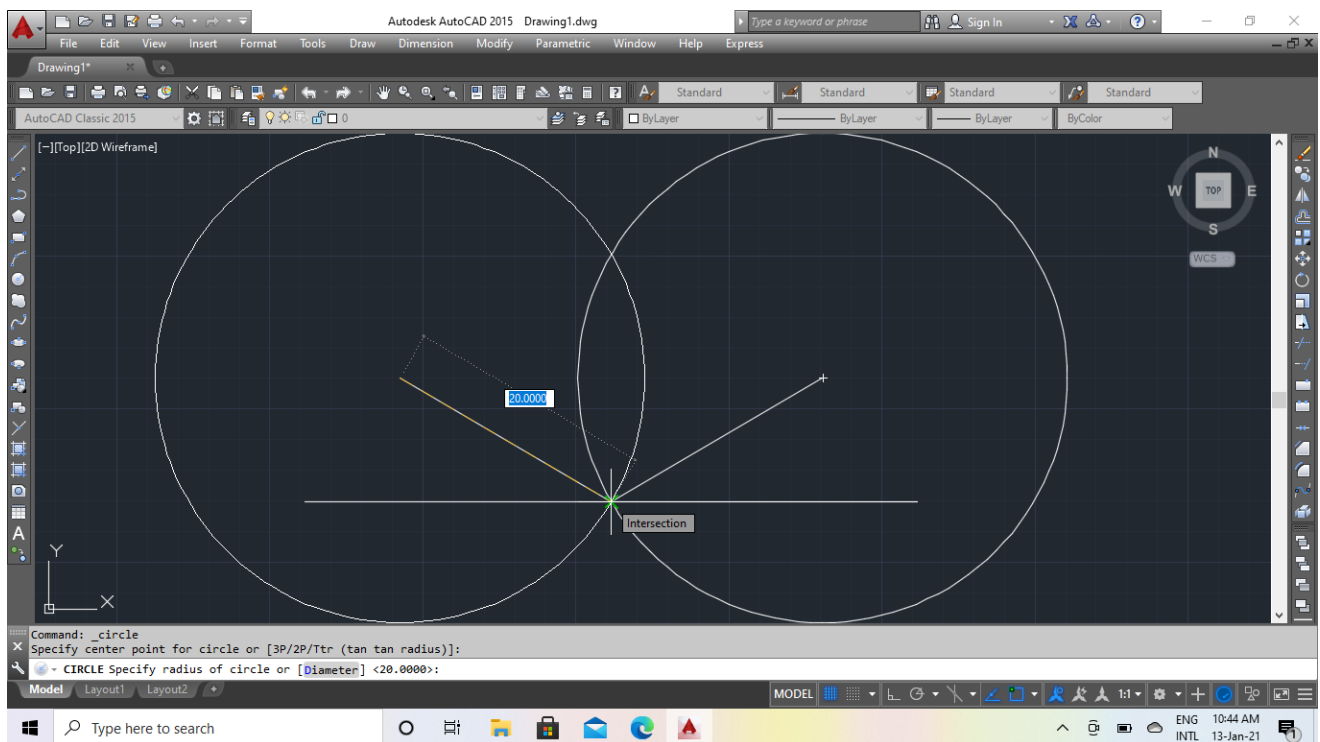 Autodesk AutoCAD 2015 Drawing1.dwg
Type a keyword or phrase
Sign In
File Edit View Insert Format Tools Draw Dimension Modify Parametric Window Help Express
Drawing1*
Standard Standard Standard Standard
AutoCAD Classic 2015 0 ByLayer ByLayer ByLayer ByColor
[−][Top][2D Wireframe]
N
W TOP E
S
WCS
20.0000
Intersection
A
Y
X
Command: _circle
Specify center point for circle or [3P/2P/Ttr (tan tan radius)]:
CIRCLE Specify radius of circle or [Diameter] <20.0000>:
Model Layout1 Layout2 + MODEL 1:1
Type here to search
ENG 10:44 AM
INTL 13-Jan-21
1